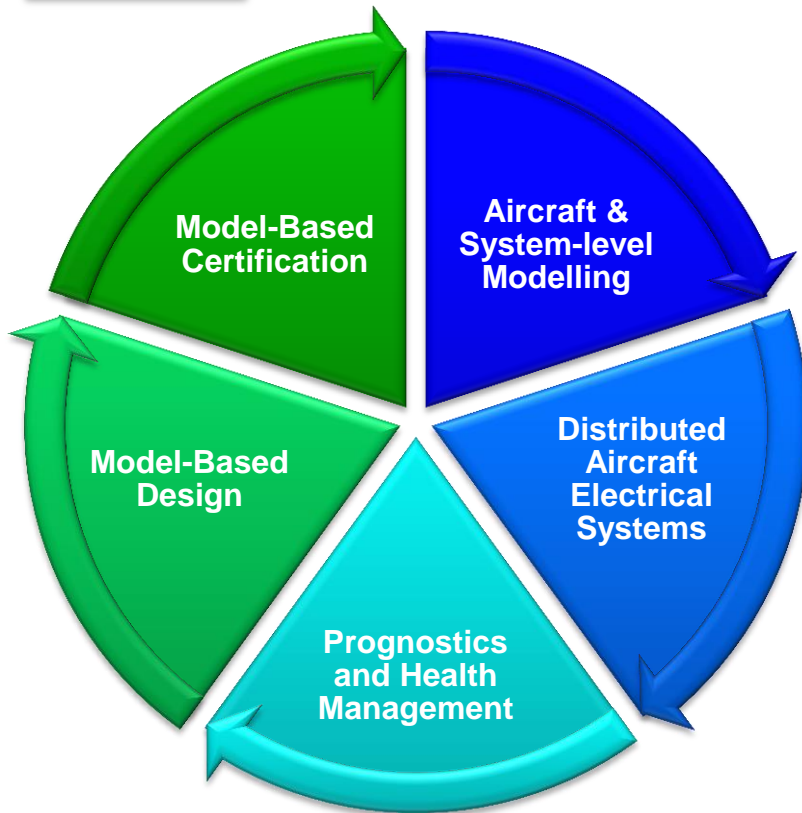 Model-Based
Certification
Aircraft &
System-level
Modelling
Distributed
Aircraft
Electrical
Systems
Prognostics
and Health
Management
Model-Based
Design